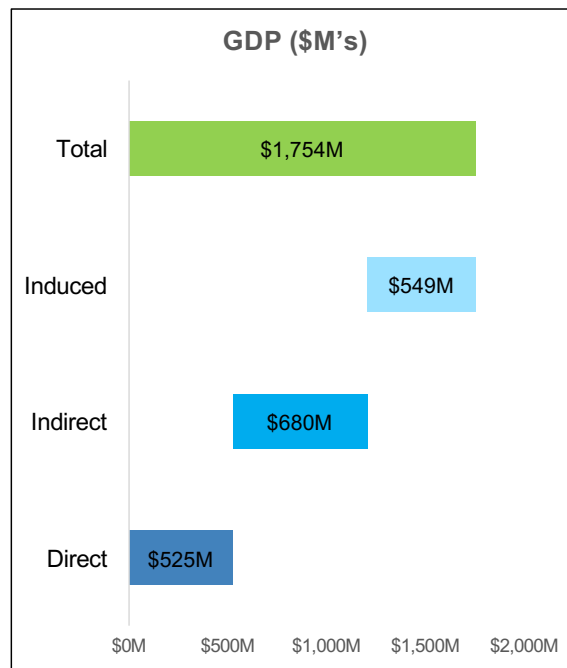 GDP ($M’s)
Total
$1,754M
Induced
$549M
Indirect
$680M
Direct
$525M
$0M $500M $1,000M $1,500M $2,000M